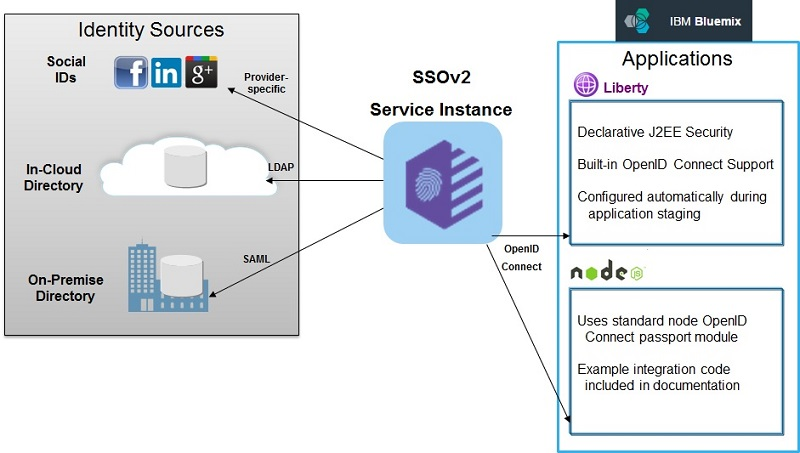 Identity Sources
Social
IDs
f
in
g+
Provider-
specific
In-Cloud
Directory
LDAP
On-Premise
Directory
SAML
SSOv2
Service Instance
OpenID
Connect
IBM Bluemix
Applications
Liberty
Declarative J2EE Security
Built-in OpenID Connect Support
Configured automatically during
application staging
node JS
Uses standard node OpenID
Connect passport module
Example integration code
included in documentation